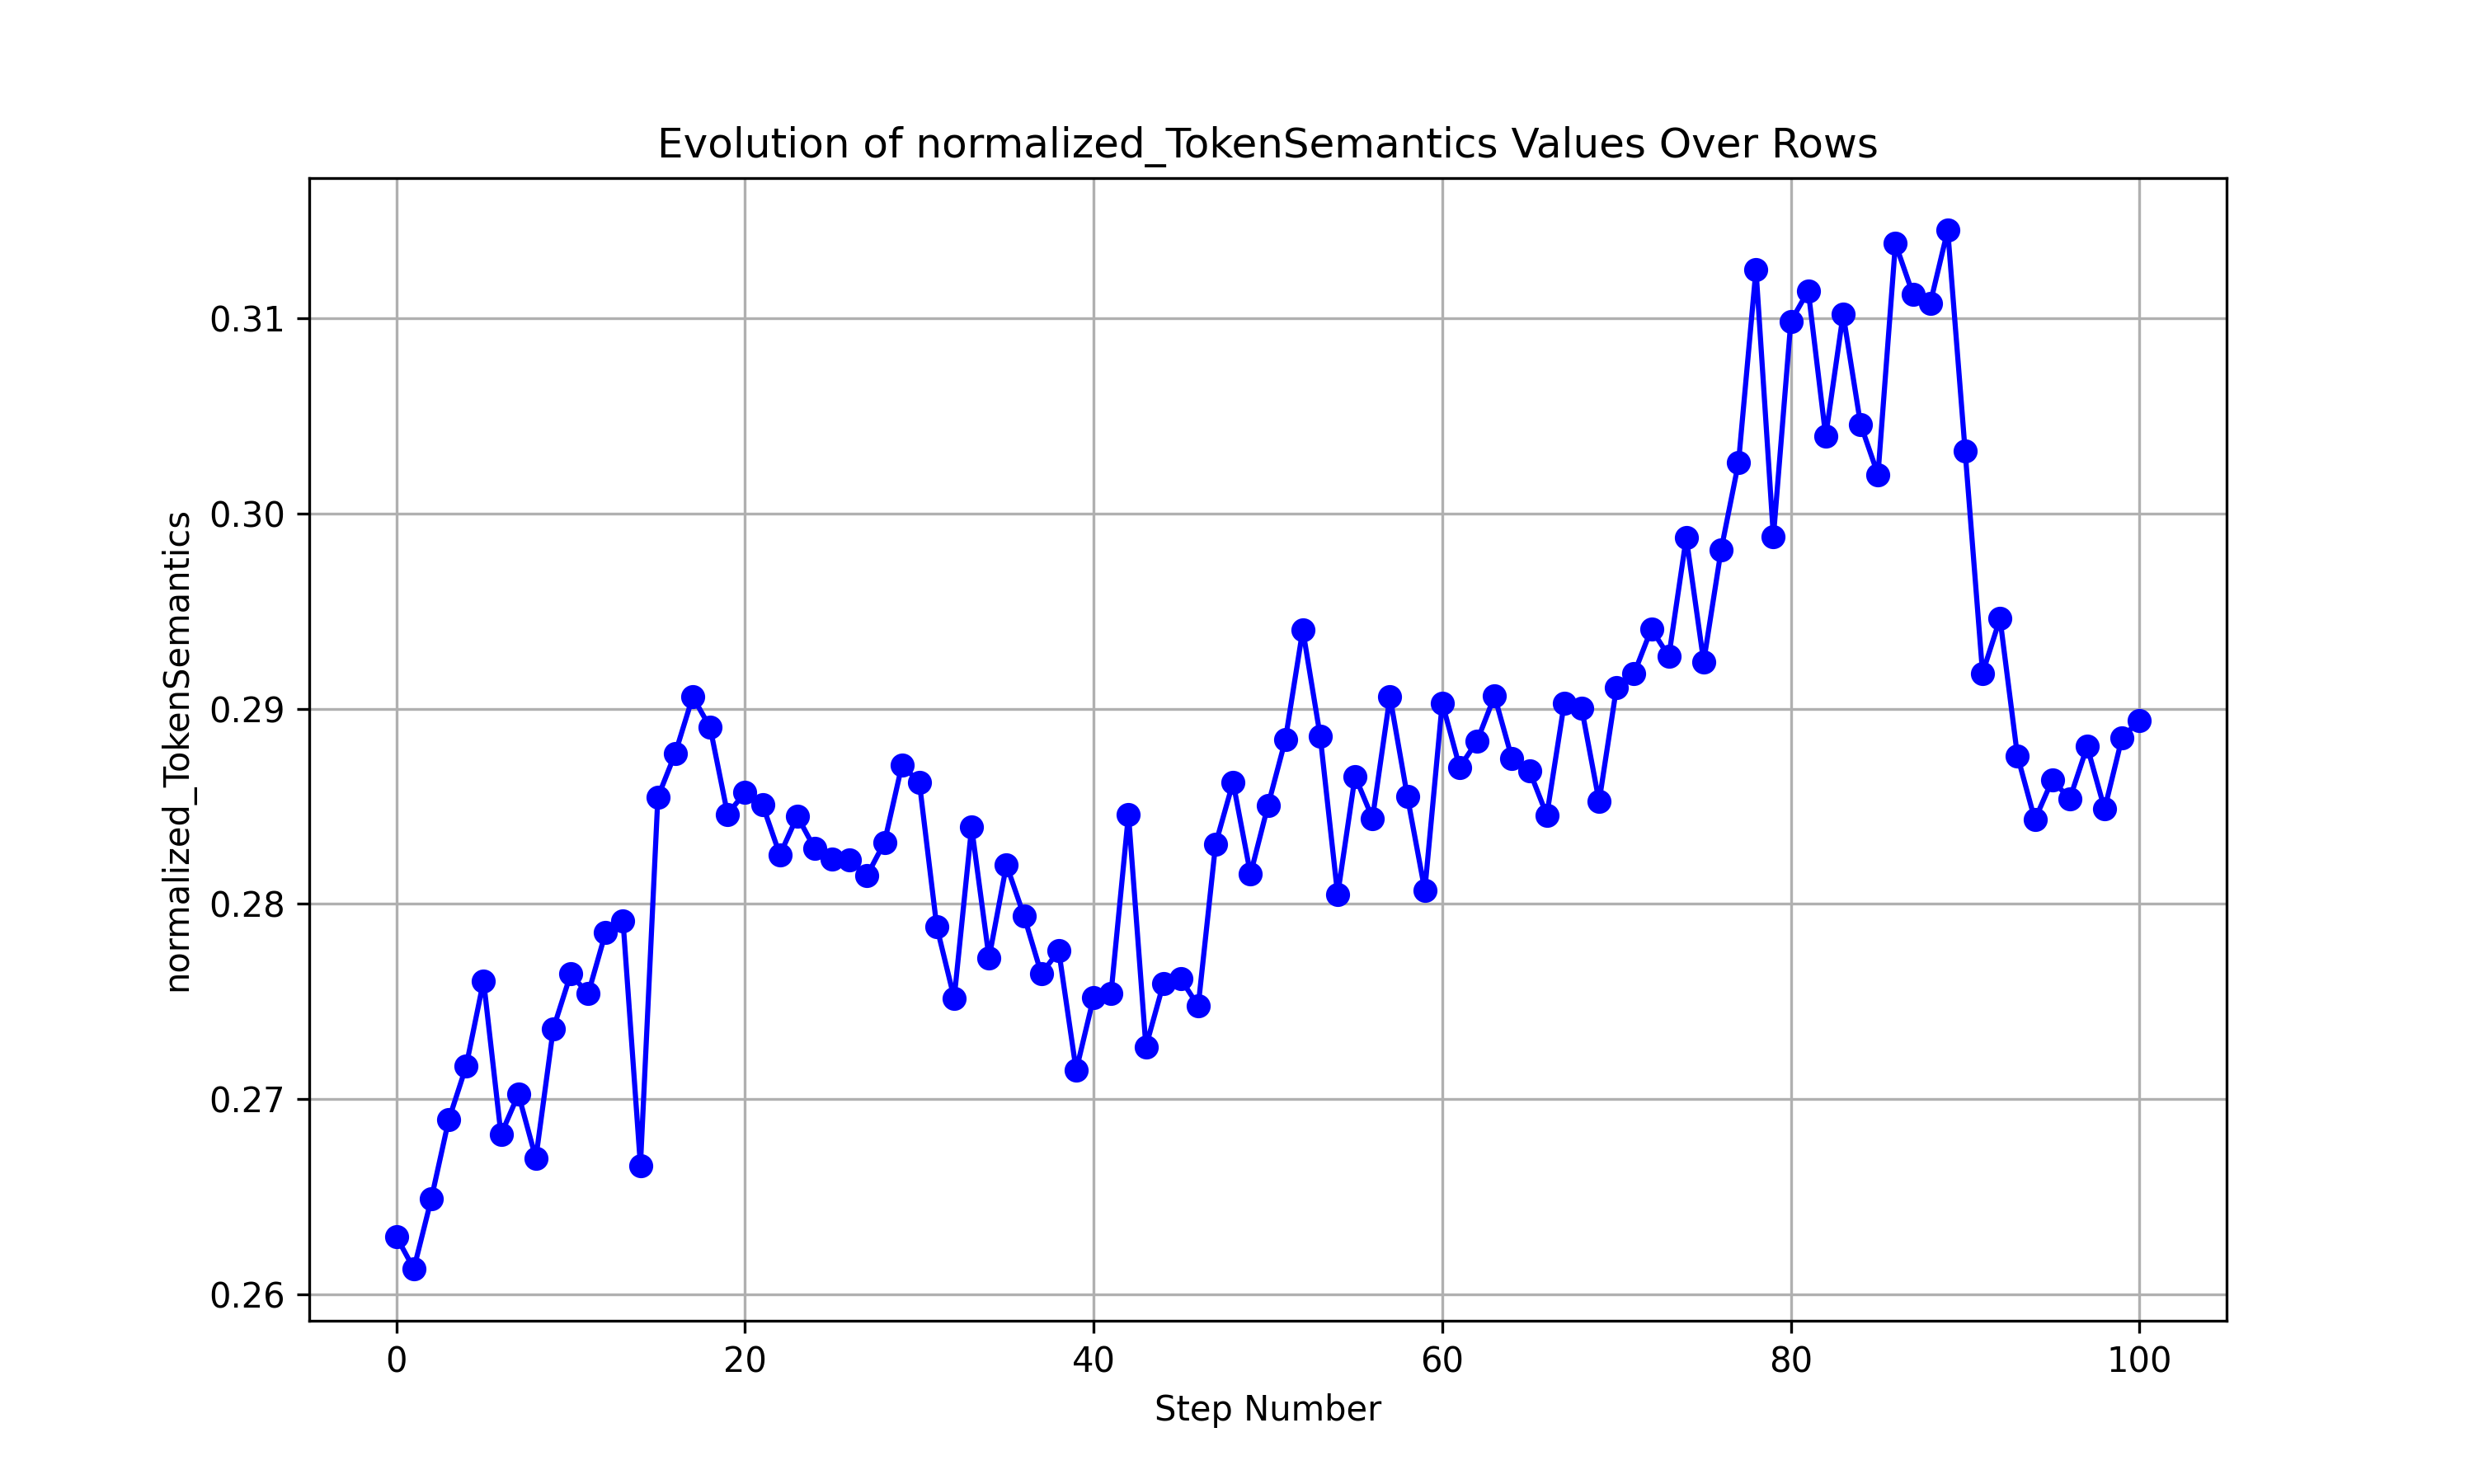 Evolution of normalized_TokenSemantics Values Over Rows
normalized_TokenSemantics
0.31
0.30
0.29
0.28
0.27
0.26
0 20 40 60 80 100
Step Number